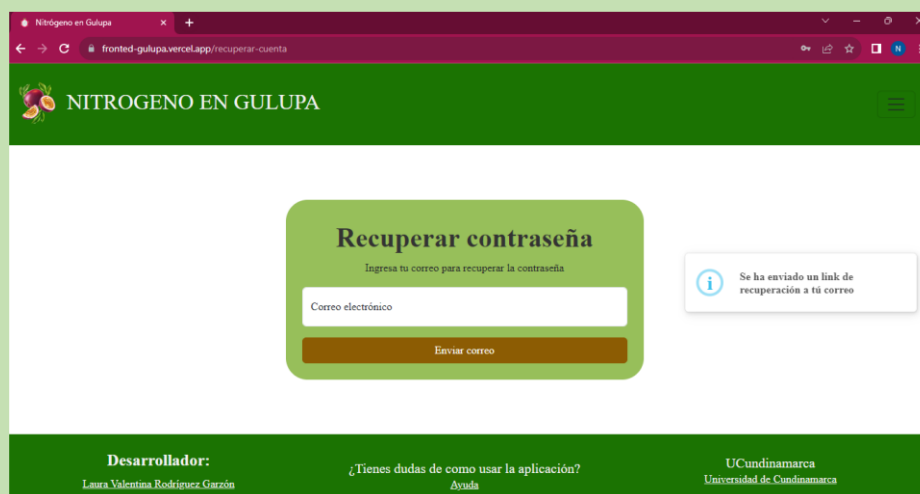 Nitrógeno en Gulupa
fronted-gulupa.vercel.app/recuperar-cuenta
N
NITROGENO EN GULUPA
Recuperar contraseña
Ingresa tu correo para recuperar la contraseña
Correo electrónico
Enviar correo
Se ha enviado un link de
recuperación a tú correo
Desarrollador:
Laura Valentina Rodríguez Garzón
¿Tienes dudas de como usar la aplicación?
Ayuda
UCundinamarca
Universidad de Cundinamarca